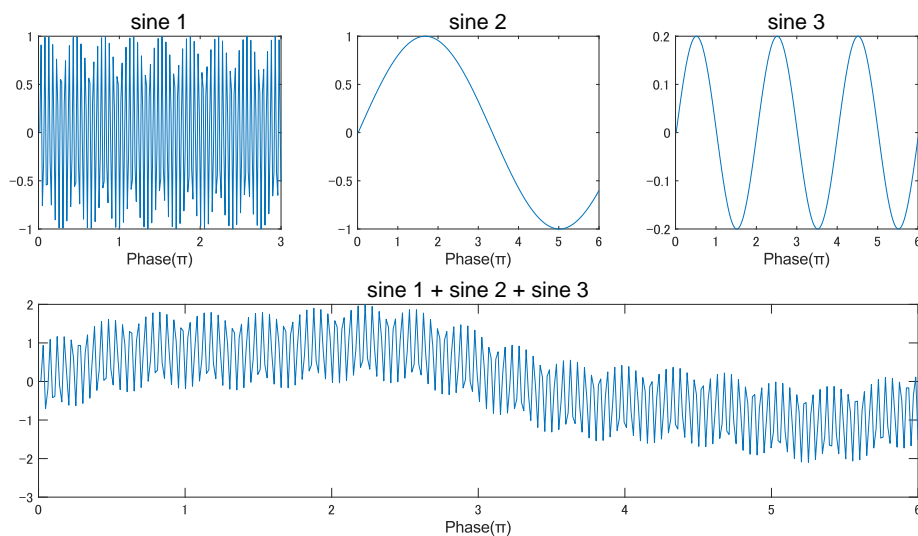 sine 1
1
0.5
0
−0.5
−1
0 1 2 3
Phase(π)
sine 2
1
0.5
0
−0.5
−1
0 1 2 3 4 5 6
Phase(π)
sine 3
0.2
0.1
0
−0.1
−0.2
0 1 2 3 4 5 6
Phase(π)
sine 1 + sine 2 + sine 3
2
1
0
−1
−2
−3
0 1 2 3 4 5 6
Phase(π)